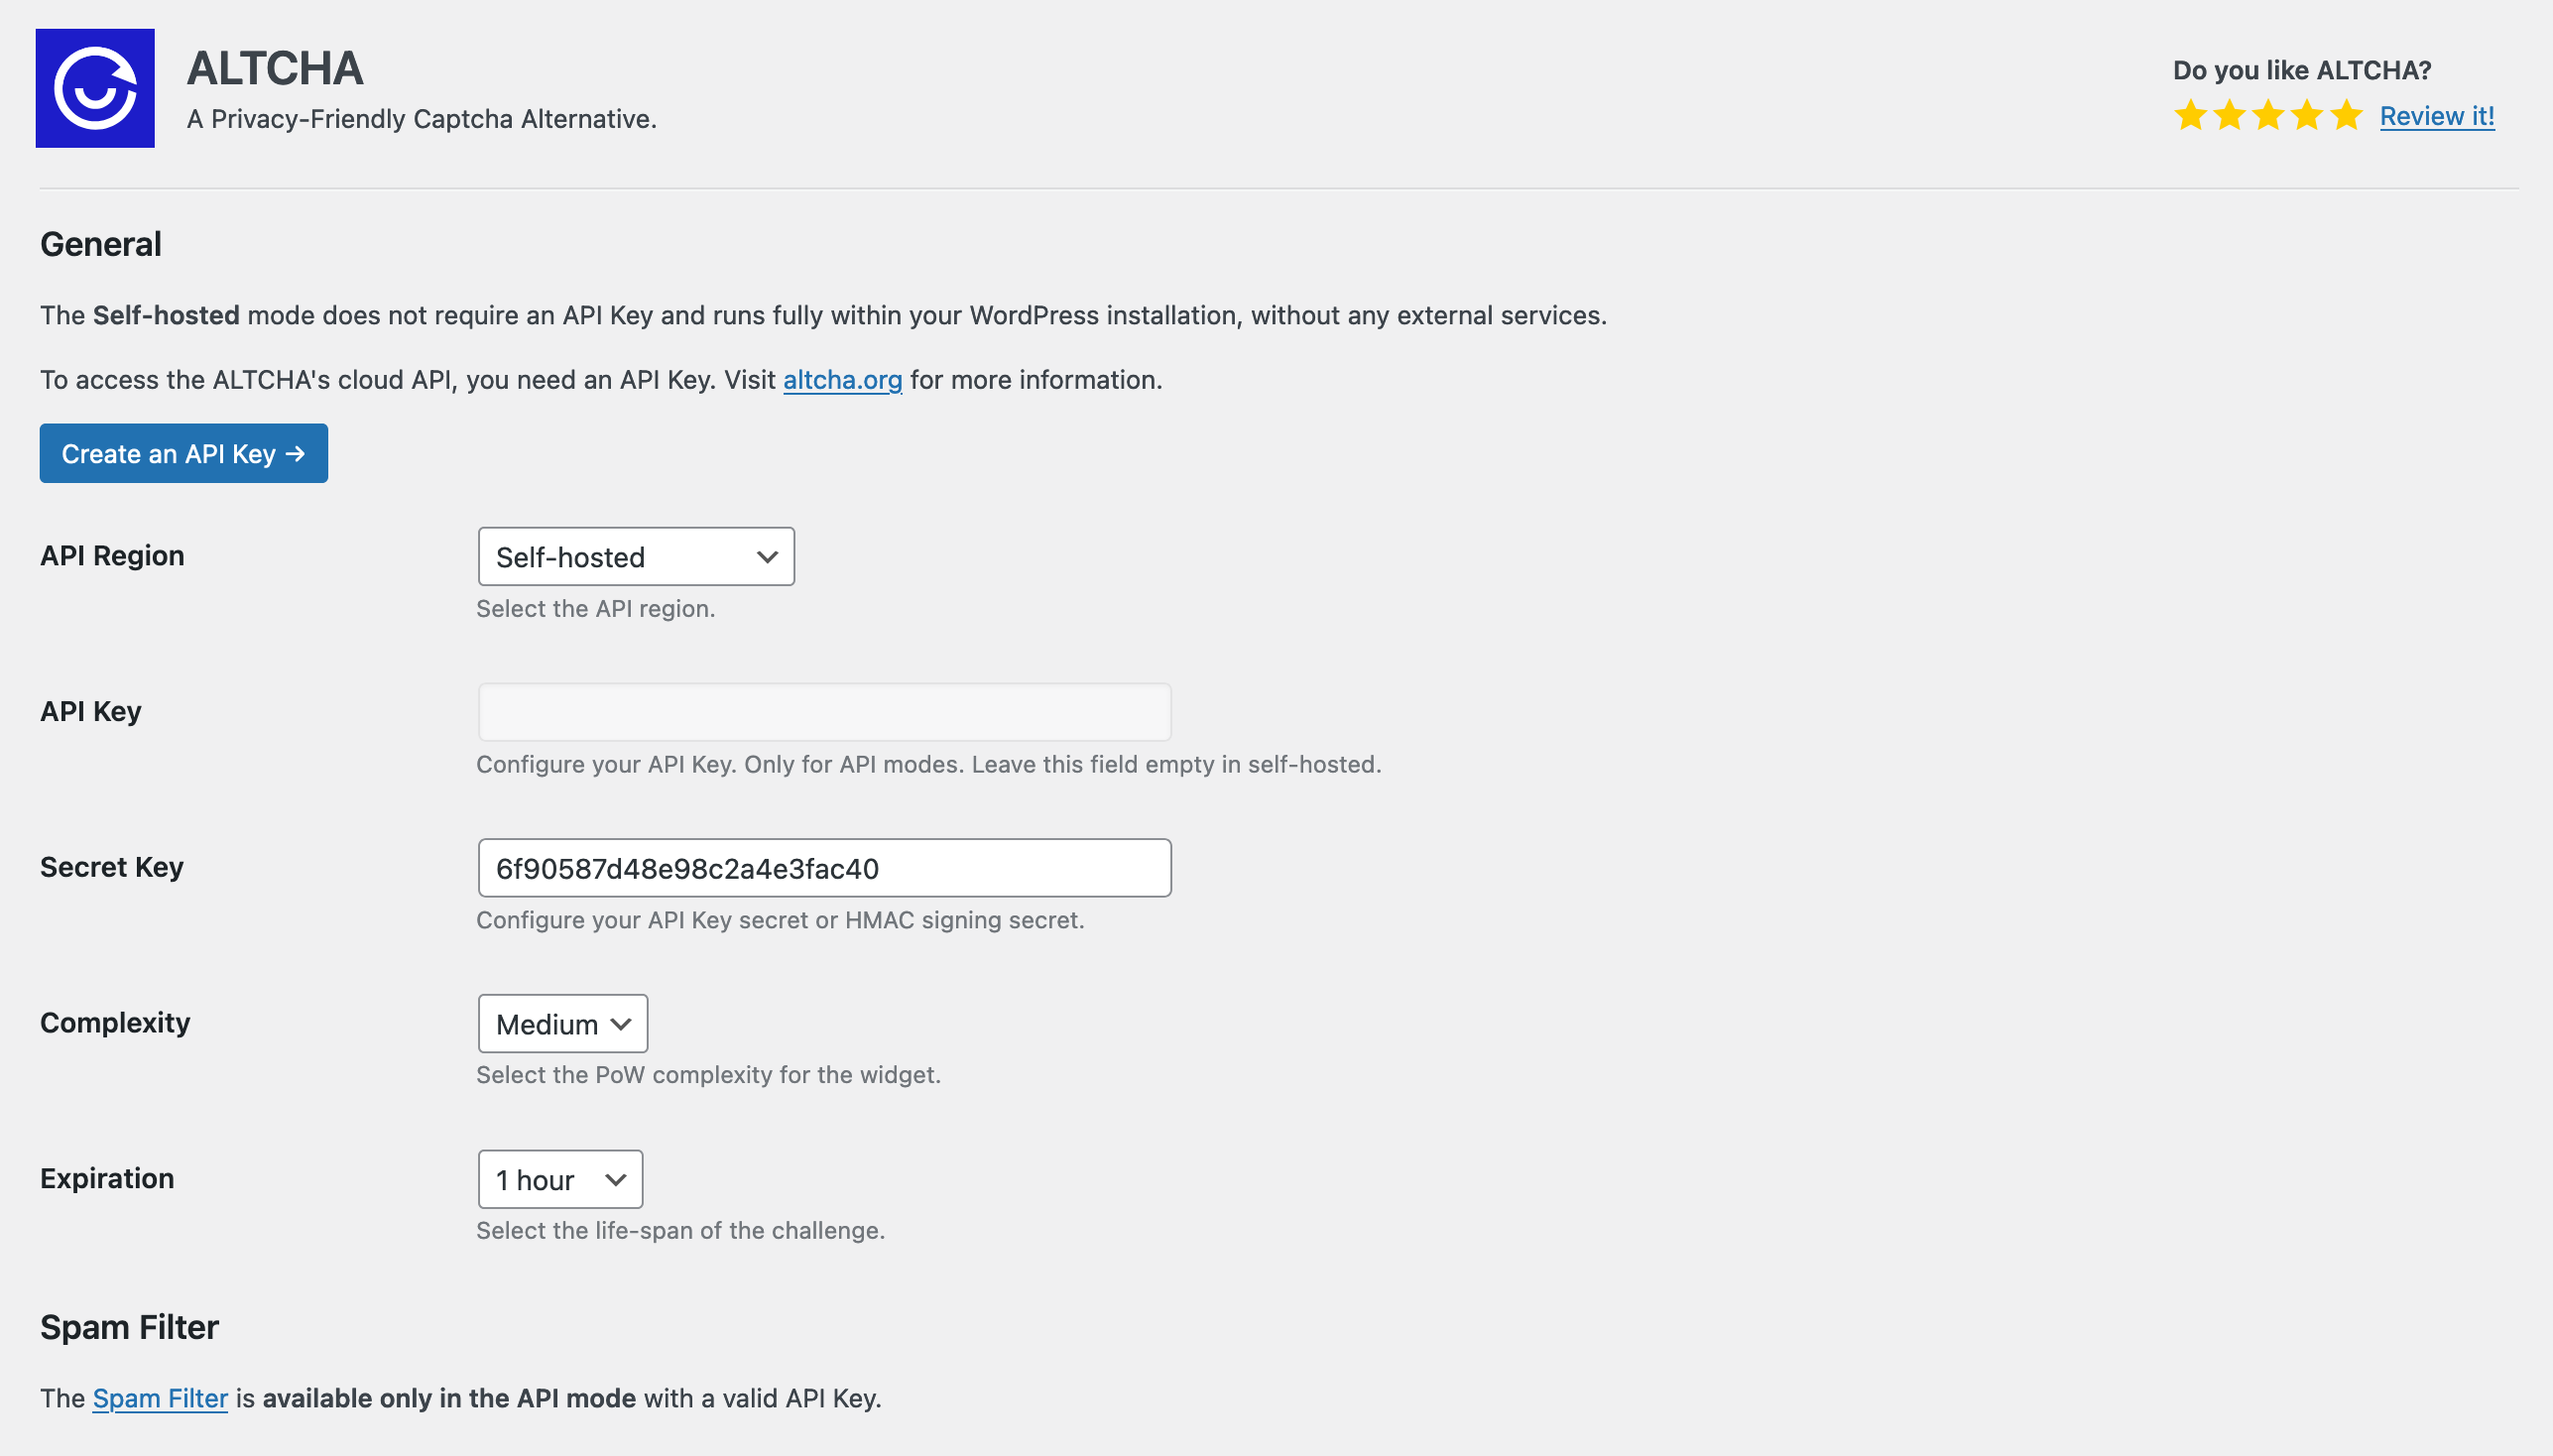 ALTCHA
A Privacy-Friendly Captcha Alternative.
Do you like ALTCHA?
Review it!
General
The Self-hosted mode does not require an API Key and runs fully within your WordPress installation, without any external services.
To access the ALTCHA's cloud API, you need an API Key. Visit altcha.org for more information.
Create an API Key →
API Region
Self-hosted
Select the API region.
API Key
Configure your API Key. Only for API modes. Leave this field empty in self-hosted.
Secret Key
6f90587d48e98c2a4e3fac40
Configure your API Key secret or HMAC signing secret.
Complexity
Medium
Select the PoW complexity for the widget.
Expiration
1 hour
Select the life-span of the challenge.
Spam Filter
The Spam Filter is available only in the API mode with a valid API Key.